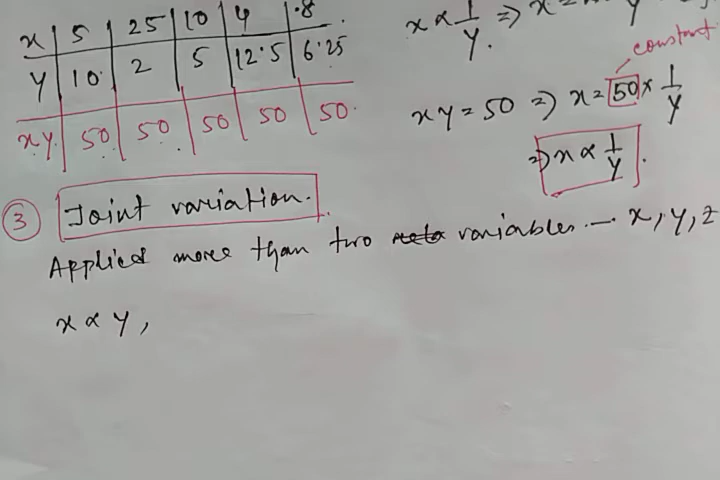 x 5 25 10 4 .8
y 10 2 5 12.5 6.25
xy 50 50 50 50 50.
x ∝ 1/y. ⇒ x =
constant
xy = 50 ⇒ x = 50 × 1/y
⇒ x ∝ 1/y.
③ Joint variation.
Applied more than two variables — x, y, z
x ∝ y,